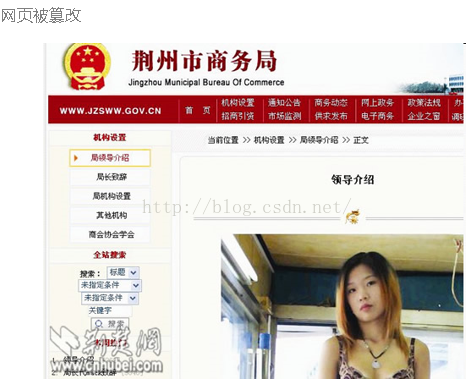 网页被篡改
荆州市商务局
Jingzhou Municipal Bureau Of Commerce
WWW.JZSWW.GOV.CN
首 页 机构设置 通知公告 商务动态 网上政务 政策法规
招商引资 市场监测 供求发布 电子商务 企业之窗
机构设置
局领导介绍
局长致辞
局机构设置
其他机构
商会协会学会
全站搜索
搜索： 标题
未指定条件
未指定条件
关键字
搜索
当前位置 >> 机构设置 >> 局领导介绍 >> 正文
领导介绍
http://blog.csdn.net/
www.cnhubei.com